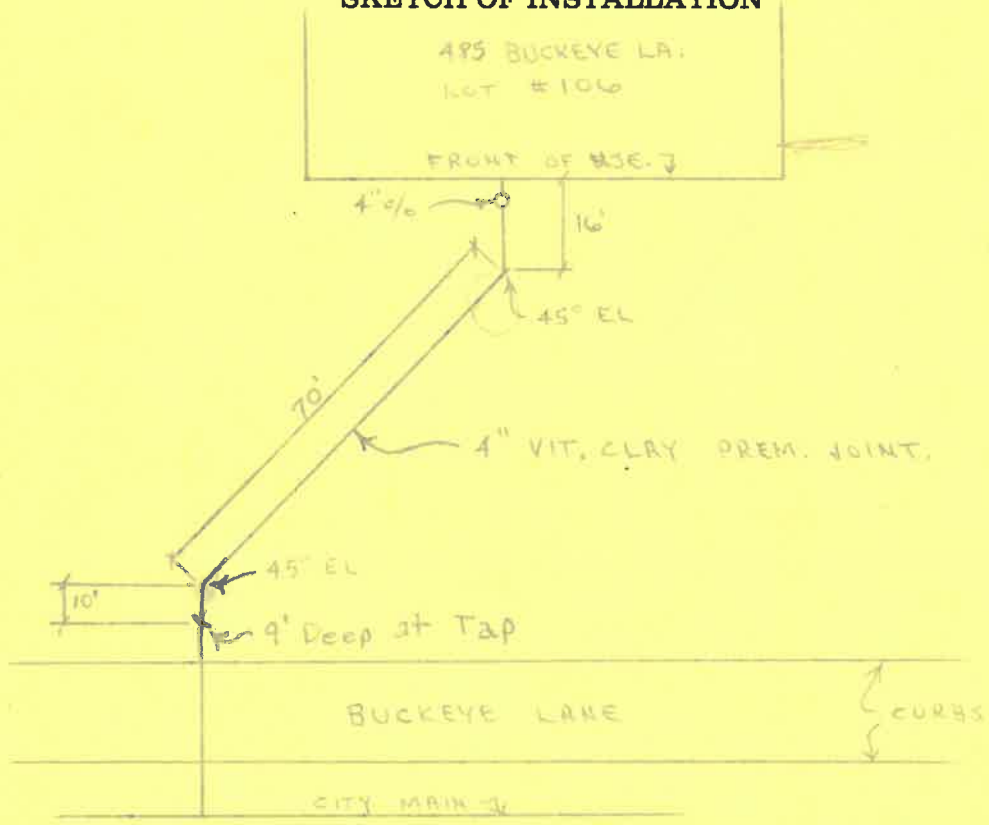 SKETCH OF INSTALLATION
485 BUCKEYE LA.
LOT #106
FRONT OF HSE.
4" c/o
16'
45° EL
70'
4" VIT. CLAY PREM. JOINT.
45° EL
10'
9' Deep at Tap
BUCKEYE LANE
CURBS
CITY MAIN